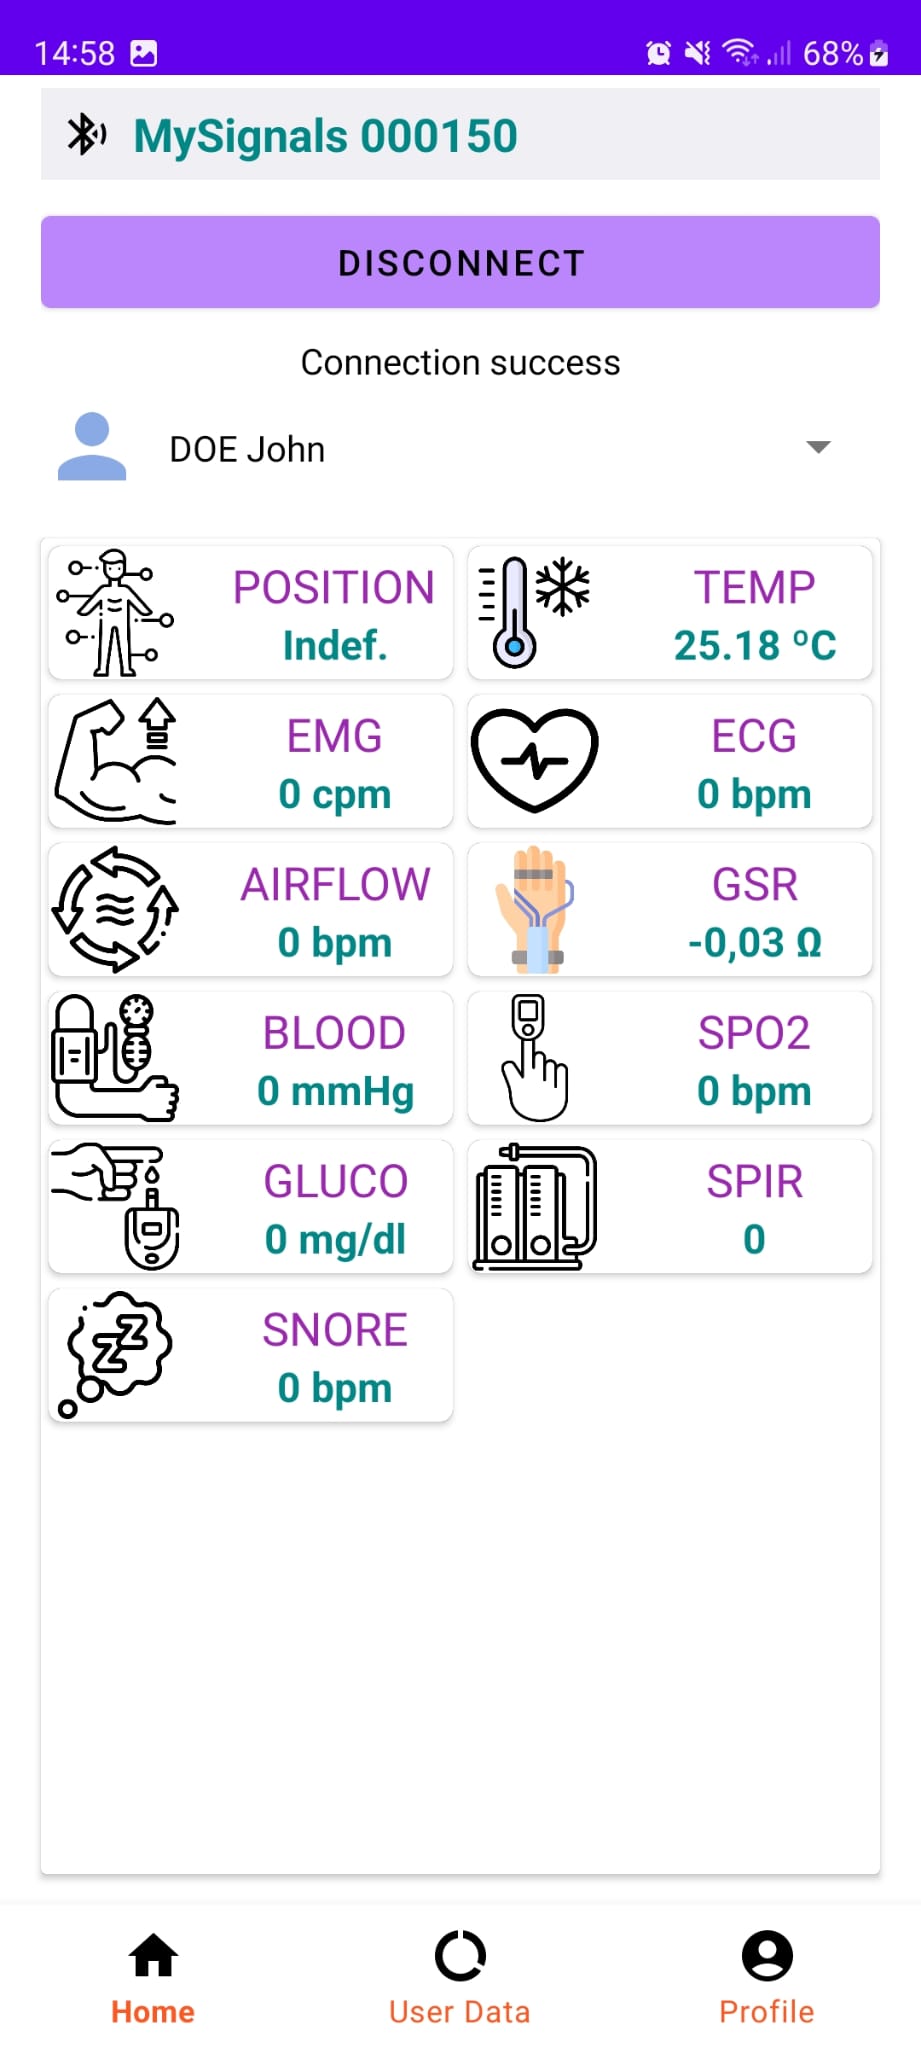 14:58 68%
MySignals 000150
DISCONNECT
Connection success
DOE John
POSITION
Indef.
TEMP
25.18 ºC
EMG
0 cpm
ECG
0 bpm
AIRFLOW
0 bpm
GSR
-0,03 Ω
BLOOD
0 mmHg
SPO2
0 bpm
GLUCO
0 mg/dl
SPIR
0
SNORE
0 bpm
Home
User Data
Profile